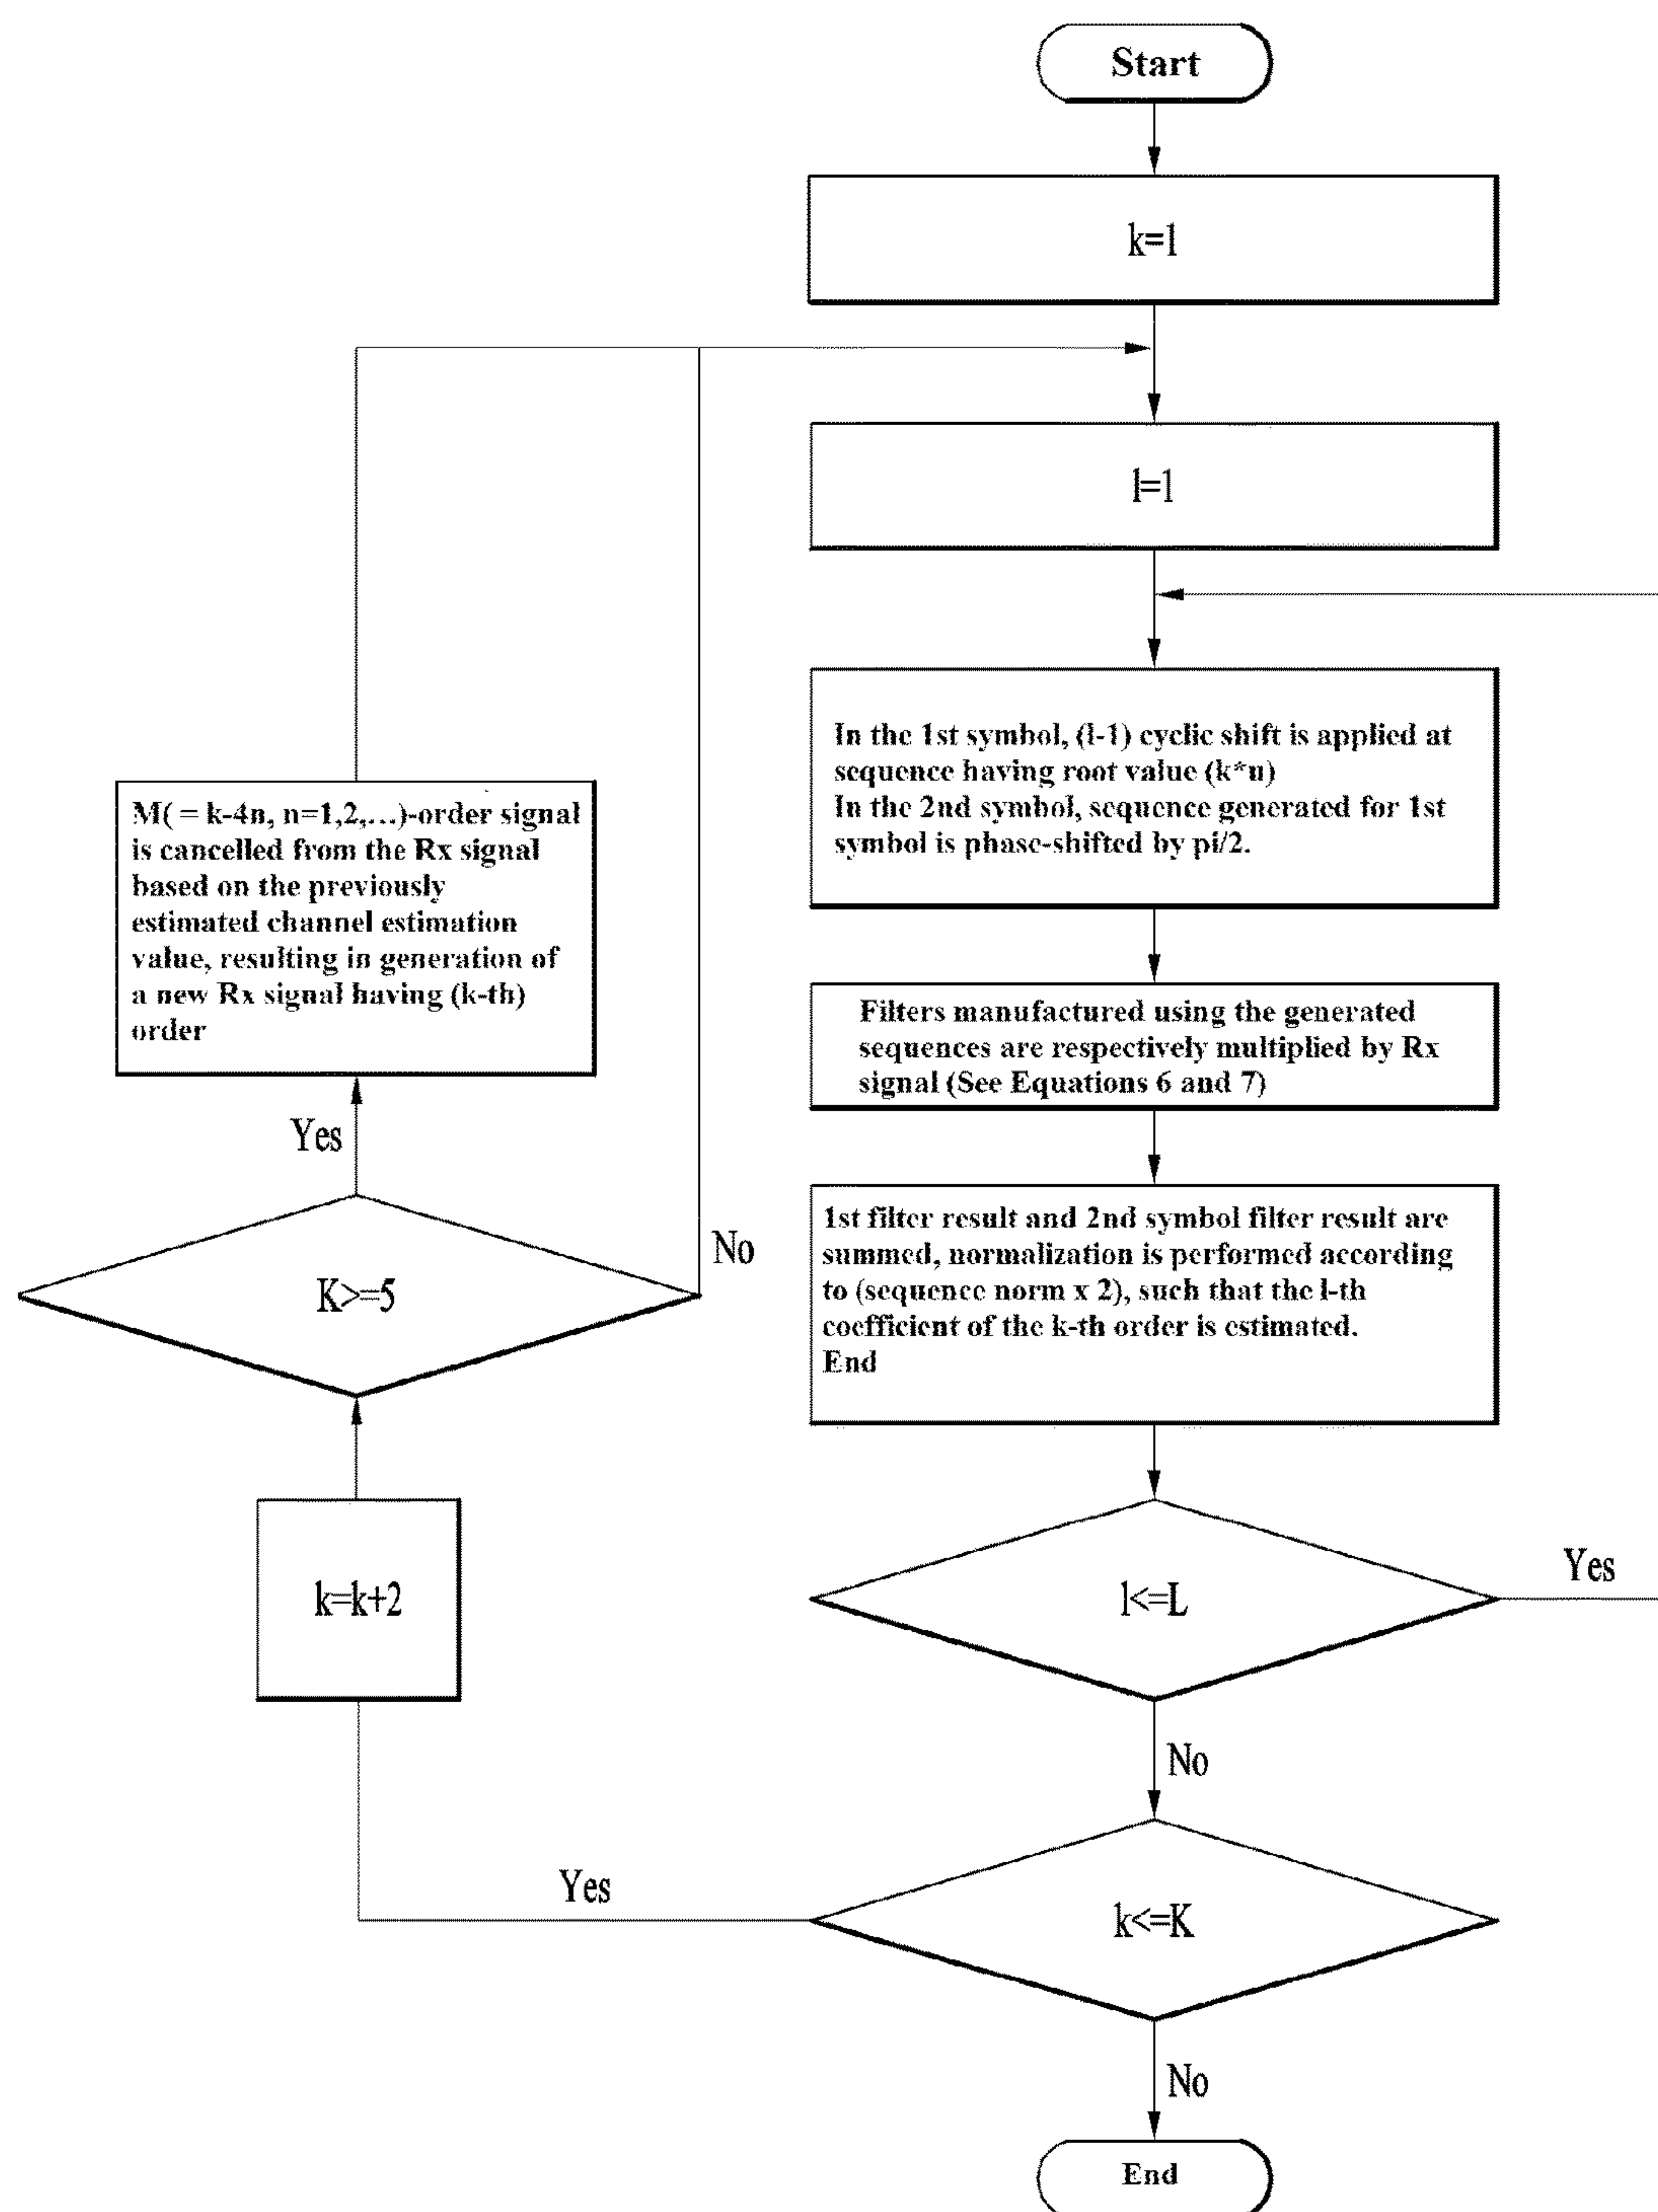 Start
k=1
l=1
In the 1st symbol, (l-1) cyclic shift is applied at
sequence having root value (k*u)
In the 2nd symbol, sequence generated for 1st
symbol is phase-shifted by pi/2.
Filters manufactured using the generated
sequences are respectively multiplied by Rx
signal (See Equations 6 and 7)
1st filter result and 2nd symbol filter result are
summed, normalization is performed according
to (sequence norm x 2), such that the l-th
coefficient of the k-th order is estimated.
End
l<=L
Yes
No
k<=K
Yes
No
End
k=k+2
K>=5
Yes
No
M( = k-4n, n=1,2,…)-order signal
is cancelled from the Rx signal
based on the previously
estimated channel estimation
value, resulting in generation of
a new Rx signal having (k-th)
order